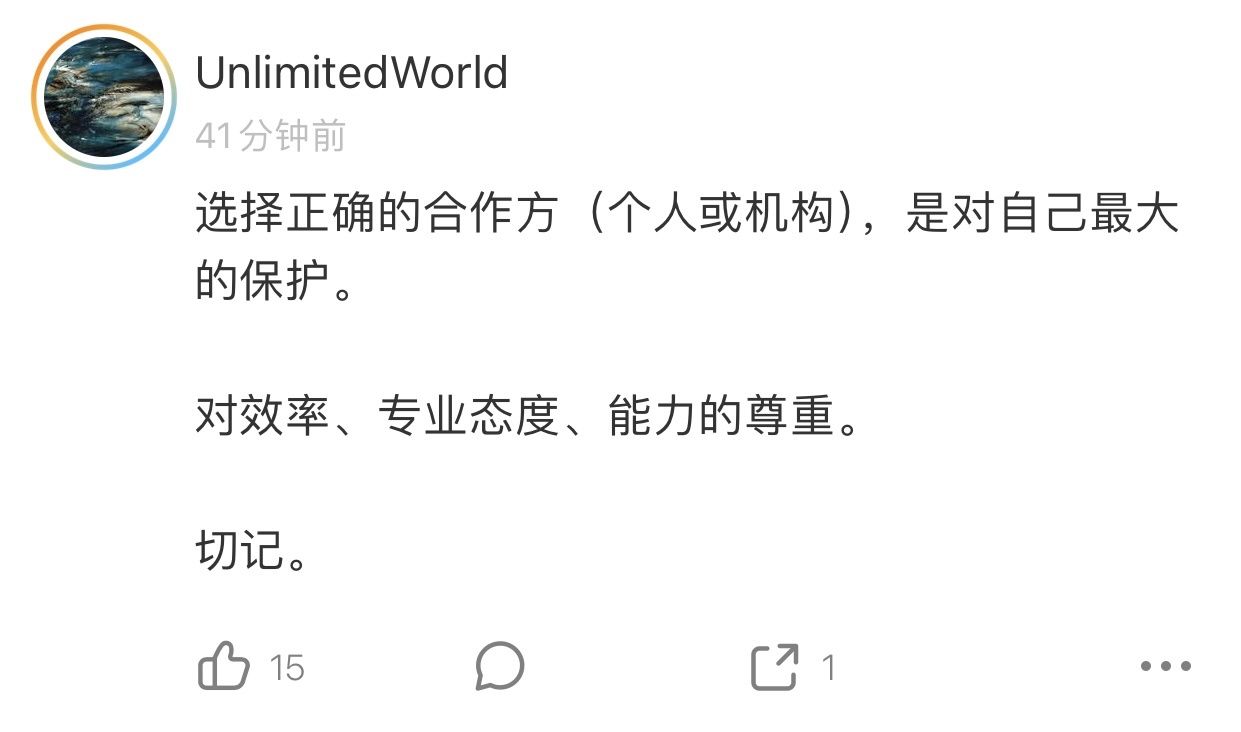 UnlimitedWorld
41分钟前
选择正确的合作方（个人或机构），是对自己最大
的保护。
对效率、专业态度、能力的尊重。
切记。
15
1